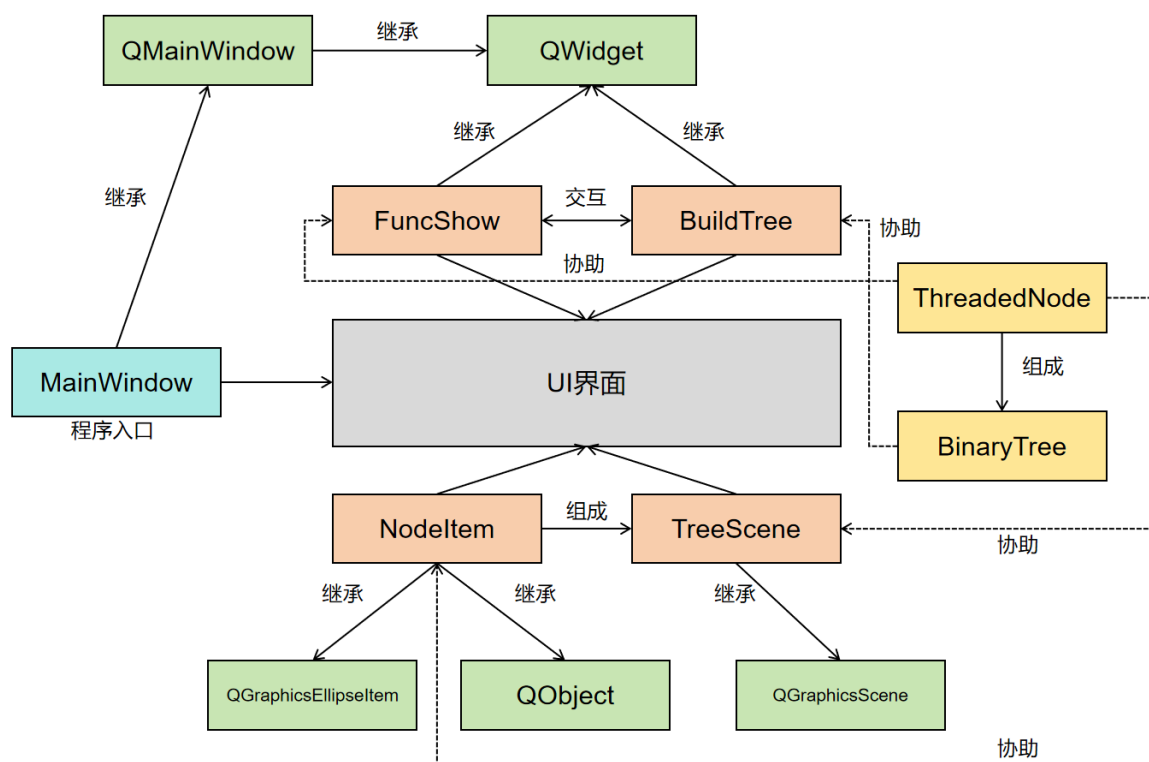 QMainWindow
继承
QWidget
继承
继承
继承
FuncShow
交互
BuildTree
协助
协助
ThreadedNode
MainWindow
程序入口
UI界面
组成
BinaryTree
NodeItem
组成
TreeScene
协助
继承
继承
继承
QGraphicsEllipseItem
QObject
QGraphicsScene
协助